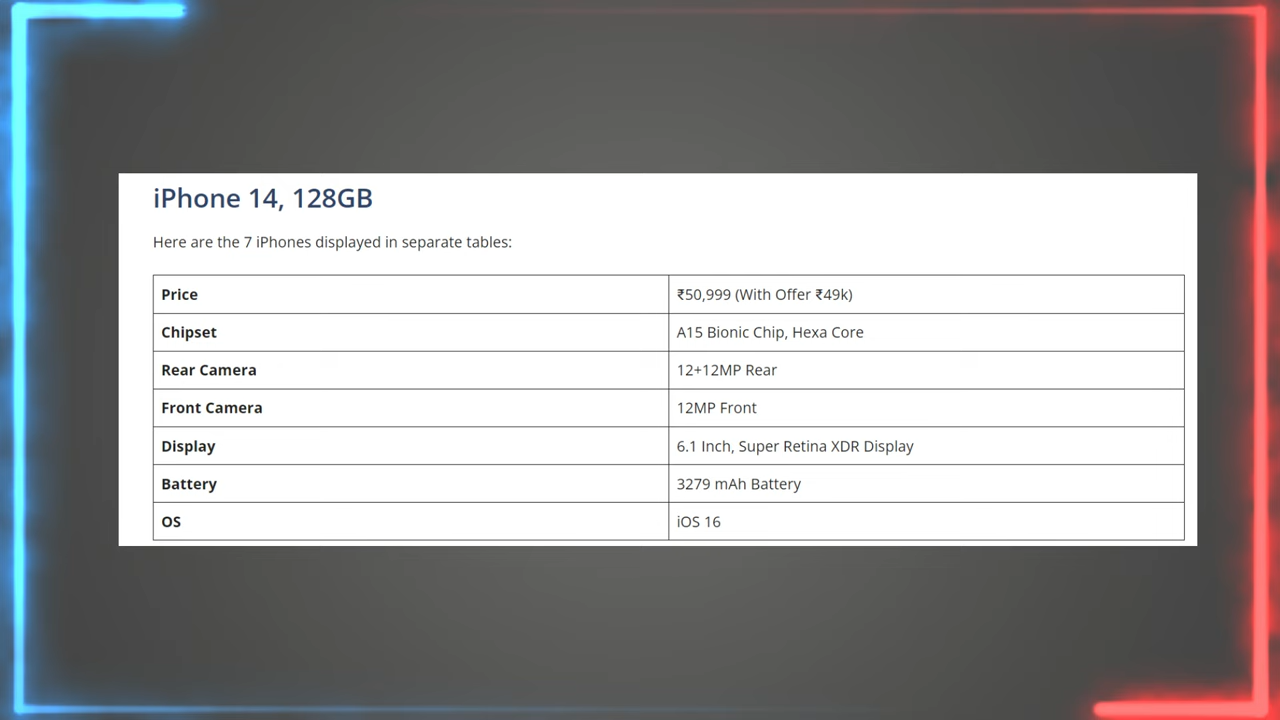 iPhone 14, 128GB
Here are the 7 iPhones displayed in separate tables:
Price ₹50,999 (With Offer ₹49k)
Chipset A15 Bionic Chip, Hexa Core
Rear Camera 12+12MP Rear
Front Camera 12MP Front
Display 6.1 Inch, Super Retina XDR Display
Battery 3279 mAh Battery
OS iOS 16